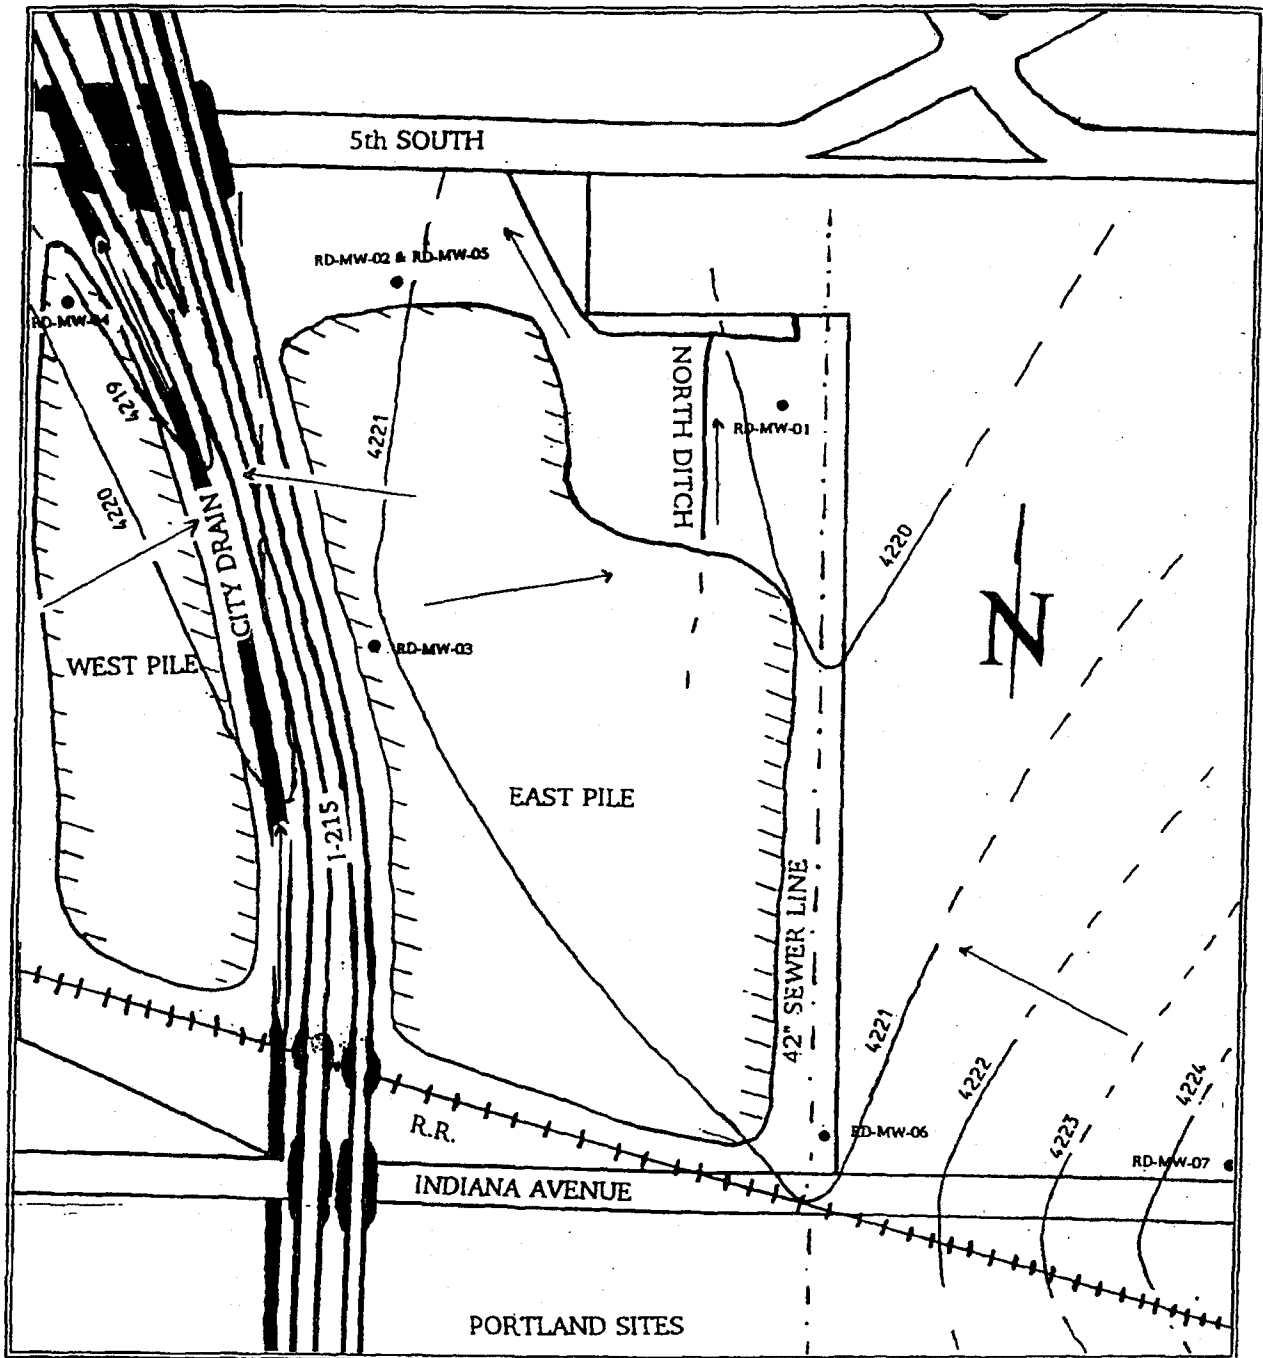 5th SOUTH
RD-MW-02 & RD-MW-05
RD-MW-04
4219
4221
NORTH DITCH
RD-MW-01
4220
4220
CITY DRAIN
N
RD-MW-03
WEST PILE
EAST PILE
I-215
42" SEWER LINE
4221
4222
4223
4224
RD-MW-06
RD-MW-07
R.R.
INDIANA AVENUE
PORTLAND SITES